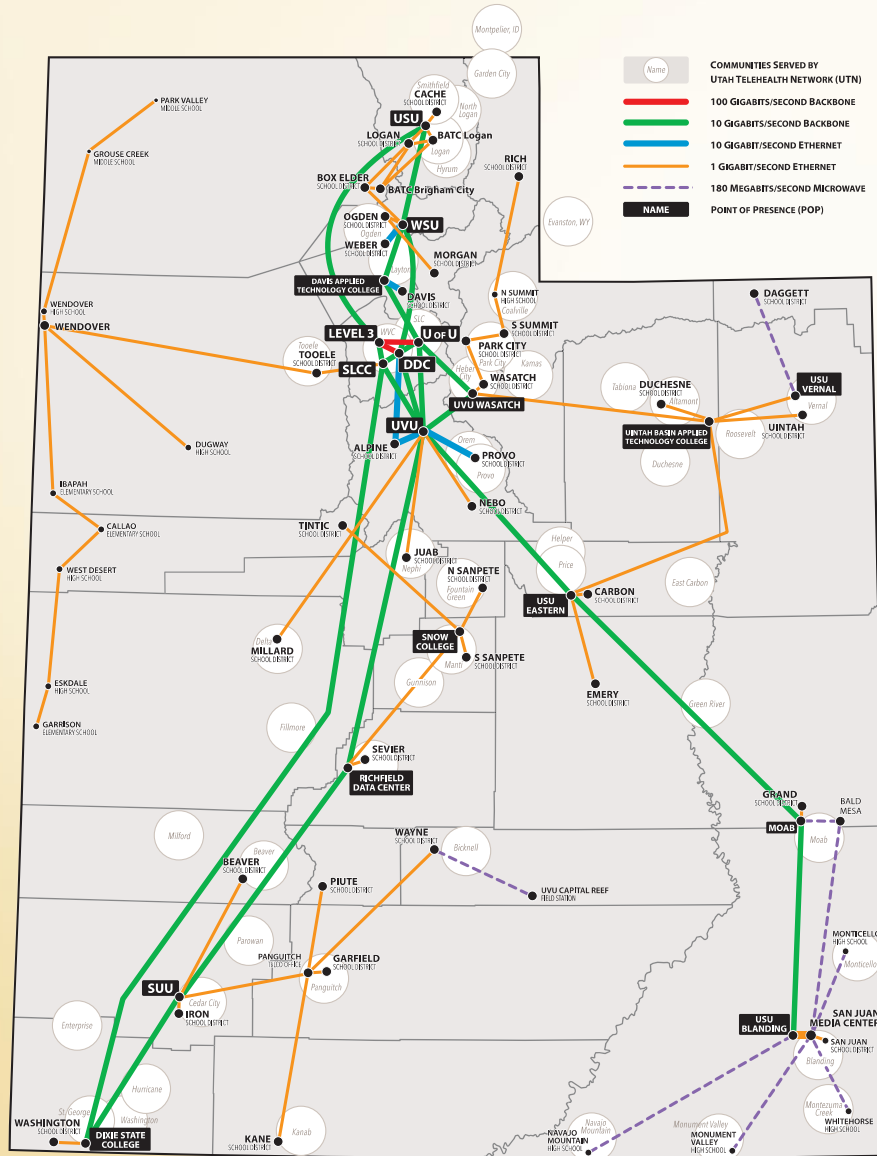 Montpelier, ID
Garden City
Name
COMMUNITIES SERVED BY
UTAH TELEHEALTH NETWORK (UTN)
100 GIGABITS/SECOND BACKBONE
10 GIGABITS/SECOND BACKBONE
10 GIGABIT/SECOND ETHERNET
1 GIGABIT/SECOND ETHERNET
180 MEGABITS/SECOND MICROWAVE
NAME
POINT OF PRESENCE (POP)
PARK VALLEY
MIDDLE SCHOOL
GROUSE CREEK
MIDDLE SCHOOL
Smithfield
CACHE
SCHOOL DISTRICT
North
Logan
USU
LOGAN
SCHOOL DISTRICT
BATC Logan
Logan
Hyrum
RICH
SCHOOL DISTRICT
BOX ELDER
SCHOOL DISTRICT
BATC Brigham City
OGDEN
SCHOOL DISTRICT
Ogden
WSU
WEBER
SCHOOL DISTRICT
Evanston, WY
MORGAN
SCHOOL DISTRICT
Layton
DAVIS APPLIED
TECHNOLOGY COLLEGE
DAVIS
SCHOOL DISTRICT
N SUMMIT
HIGH SCHOOL
Coalville
DAGGETT
SCHOOL DISTRICT
WENDOVER
HIGH SCHOOL
WENDOVER
SLC
LEVEL 3
WVC
U OF U
S SUMMIT
SCHOOL DISTRICT
PARK CITY
SCHOOL DISTRICT
Park City
Tooele
TOOELE
SCHOOL DISTRICT
SLCC
DDC
Heber
City
Kamas
WASATCH
SCHOOL DISTRICT
UVU WASATCH
Tabiona
DUCHESNE
SCHOOL DISTRICT
Altamont
USU
VERNAL
Vernal
UINTAH BASIN APPLIED
TECHNOLOGY COLLEGE
Roosevelt
UINTAH
SCHOOL DISTRICT
Duchesne
UVU
ALPINE
SCHOOL DISTRICT
Orem
PROVO
SCHOOL DISTRICT
Provo
DUGWAY
HIGH SCHOOL
NEBO
SCHOOL DISTRICT
IBAPAH
ELEMENTARY SCHOOL
CALLAO
ELEMENTARY SCHOOL
TINTIC
SCHOOL DISTRICT
JUAB
SCHOOL DISTRICT
Nephi
Helper
Price
WEST DESERT
HIGH SCHOOL
N SANPETE
SCHOOL DISTRICT
Fountain
Green
USU
EASTERN
CARBON
SCHOOL DISTRICT
East Carbon
Delta
MILLARD
SCHOOL DISTRICT
SNOW
COLLEGE
Manti
S SANPETE
SCHOOL DISTRICT
Gunnison
ESKDALE
HIGH SCHOOL
EMERY
SCHOOL DISTRICT
GARRISON
ELEMENTARY SCHOOL
Fillmore
Green River
SEVIER
SCHOOL DISTRICT
RICHFIELD
DATA CENTER
GRAND
SCHOOL DISTRICT
BALD
MESA
MOAB
Moab
Milford
WAYNE
SCHOOL DISTRICT
Bicknell
Beaver
BEAVER
SCHOOL DISTRICT
PIUTE
SCHOOL DISTRICT
UVU CAPITAL REEF
FIELD STATION
Parowan
PANGUITCH
GARFIELD
SCHOOL DISTRICT
Panguitch
MONTICELLO
HIGH SCHOOL
Monticello
SUU
Cedar City
IRON
SCHOOL DISTRICT
Enterprise
USU
BLANDING
SAN JUAN
MEDIA CENTER
SAN JUAN
SCHOOL DISTRICT
Blanding
Hurricane
St. George
Washington
WASHINGTON
SCHOOL DISTRICT
DIXIE STATE
COLLEGE
KANE
SCHOOL DISTRICT
Kanab
Navajo
Mountain
NAVAJO
MOUNTAIN
HIGH SCHOOL
Monument Valley
MONUMENT
VALLEY
HIGH SCHOOL
Montezuma
Creek
WHITEHORSE
HIGH SCHOOL